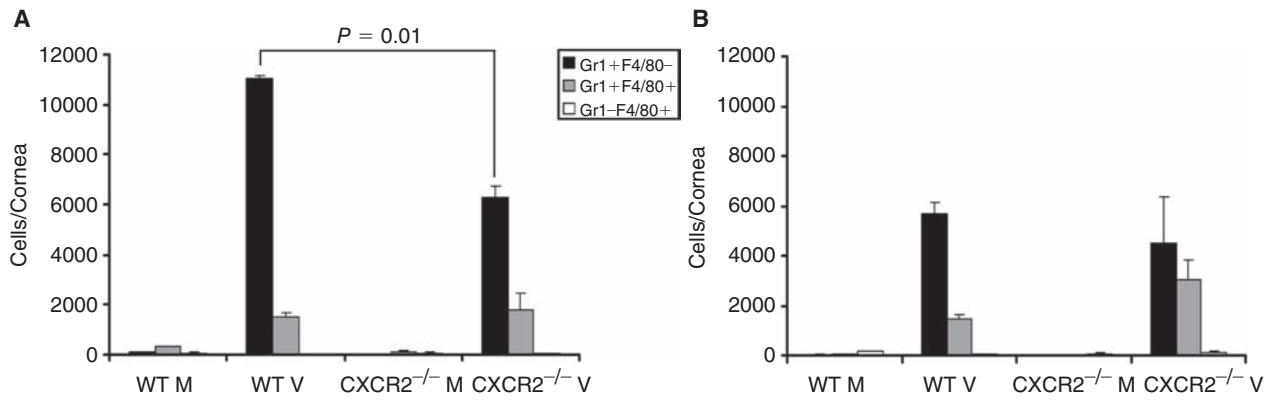 A
P = 0.01
12000
10000
8000
6000
4000
2000
0
Cells/Cornea
Gr1+F4/80−
Gr1+F4/80+
Gr1−F4/80+
WT M
WT V
CXCR2−/− M
CXCR2−/− V
B
12000
10000
8000
6000
4000
2000
0
Cells/Cornea
WT M
WT V
CXCR2−/− M
CXCR2−/− V